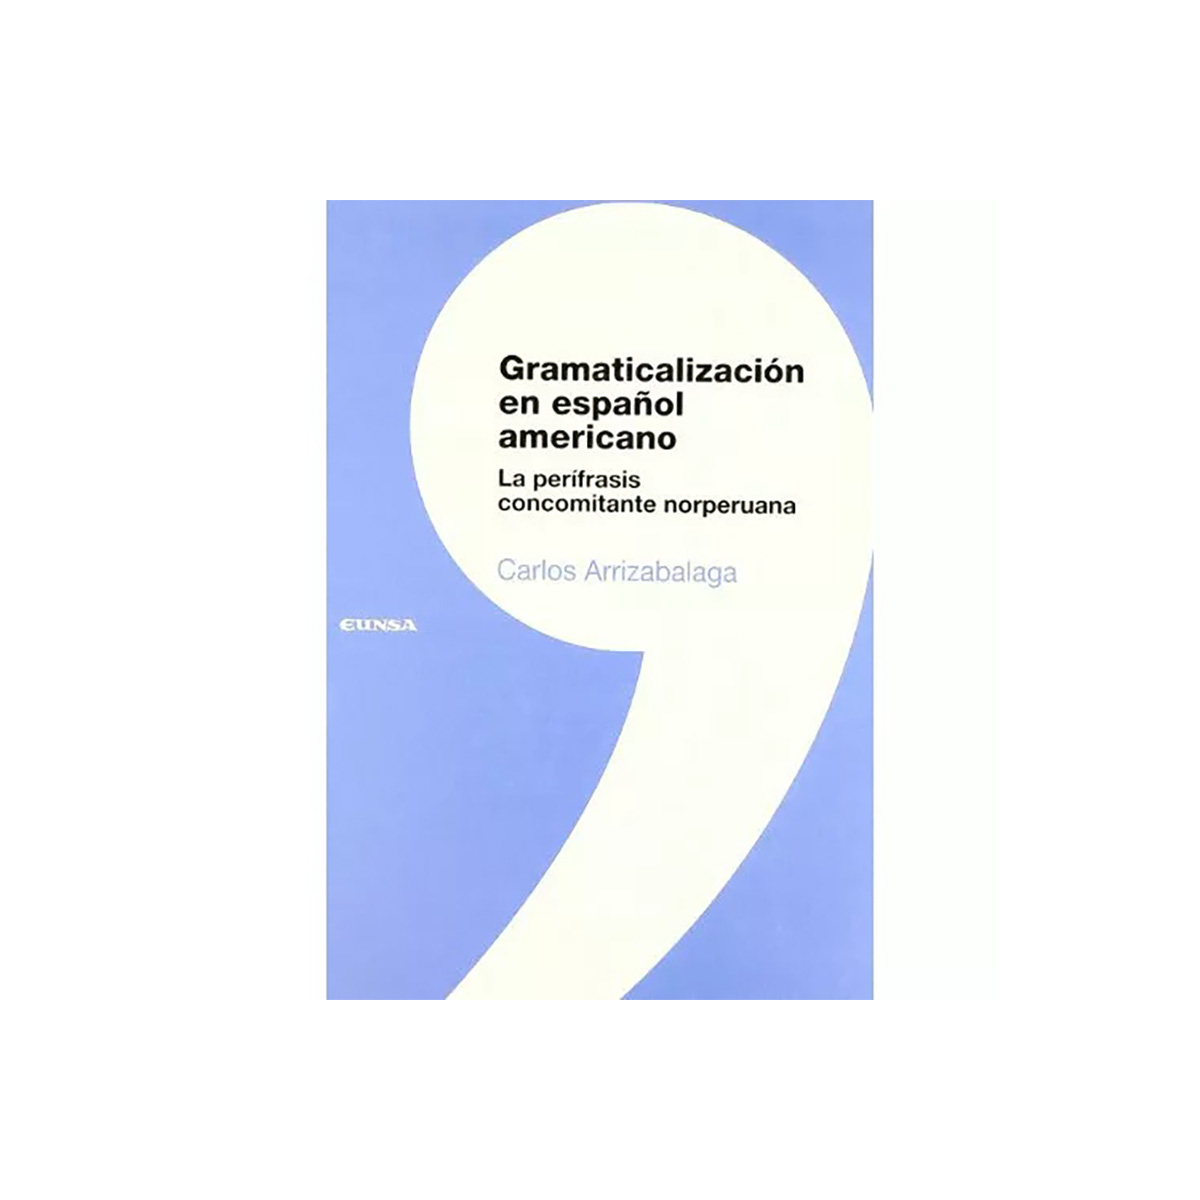 Gramaticalización
en español
americano
La perífrasis
concomitante norperuana
Carlos Arrizabalaga
EUNSA